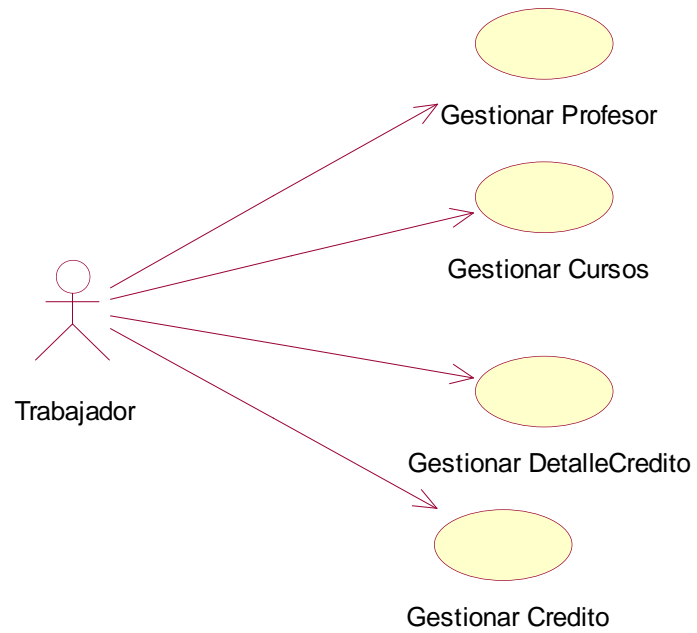 Gestionar Profesor
Gestionar Cursos
Trabajador
Gestionar DetalleCredito
Gestionar Credito